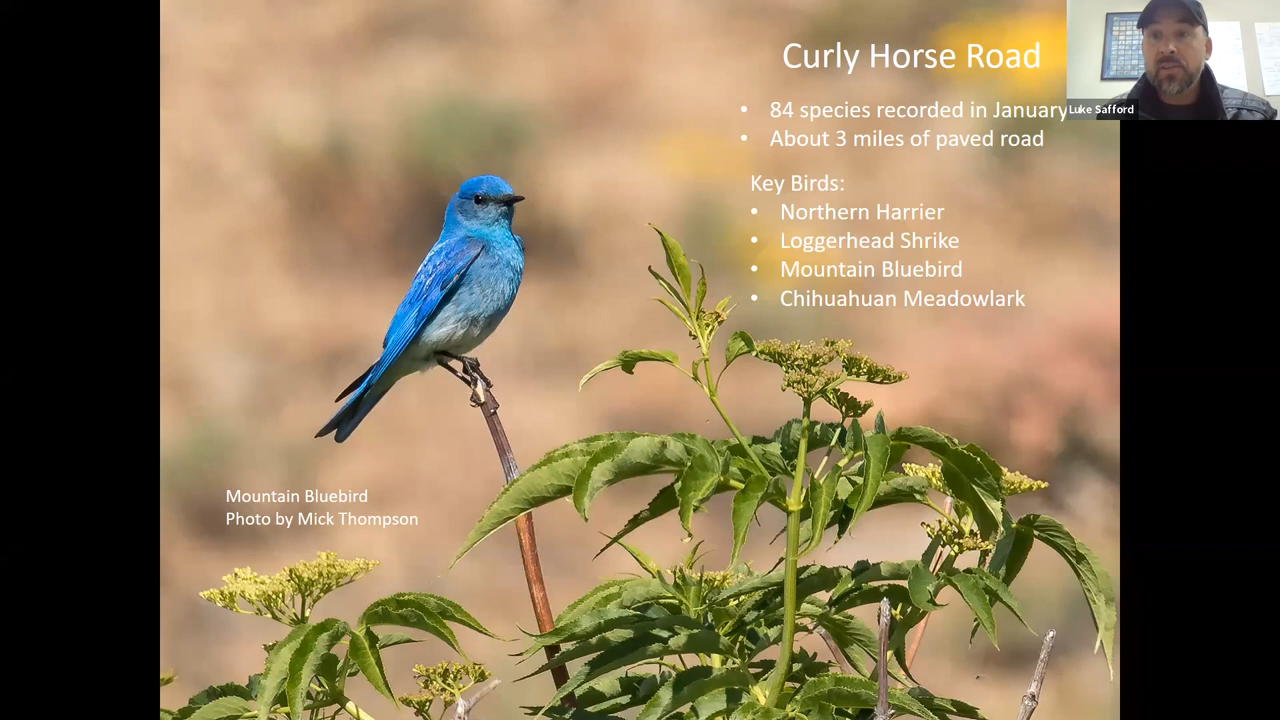 Curly Horse Road
• 84 species recorded in January
• About 3 miles of paved road
Key Birds:
• Northern Harrier
• Loggerhead Shrike
• Mountain Bluebird
• Chihuahuan Meadowlark
Luke Safford
Mountain Bluebird
Photo by Mick Thompson